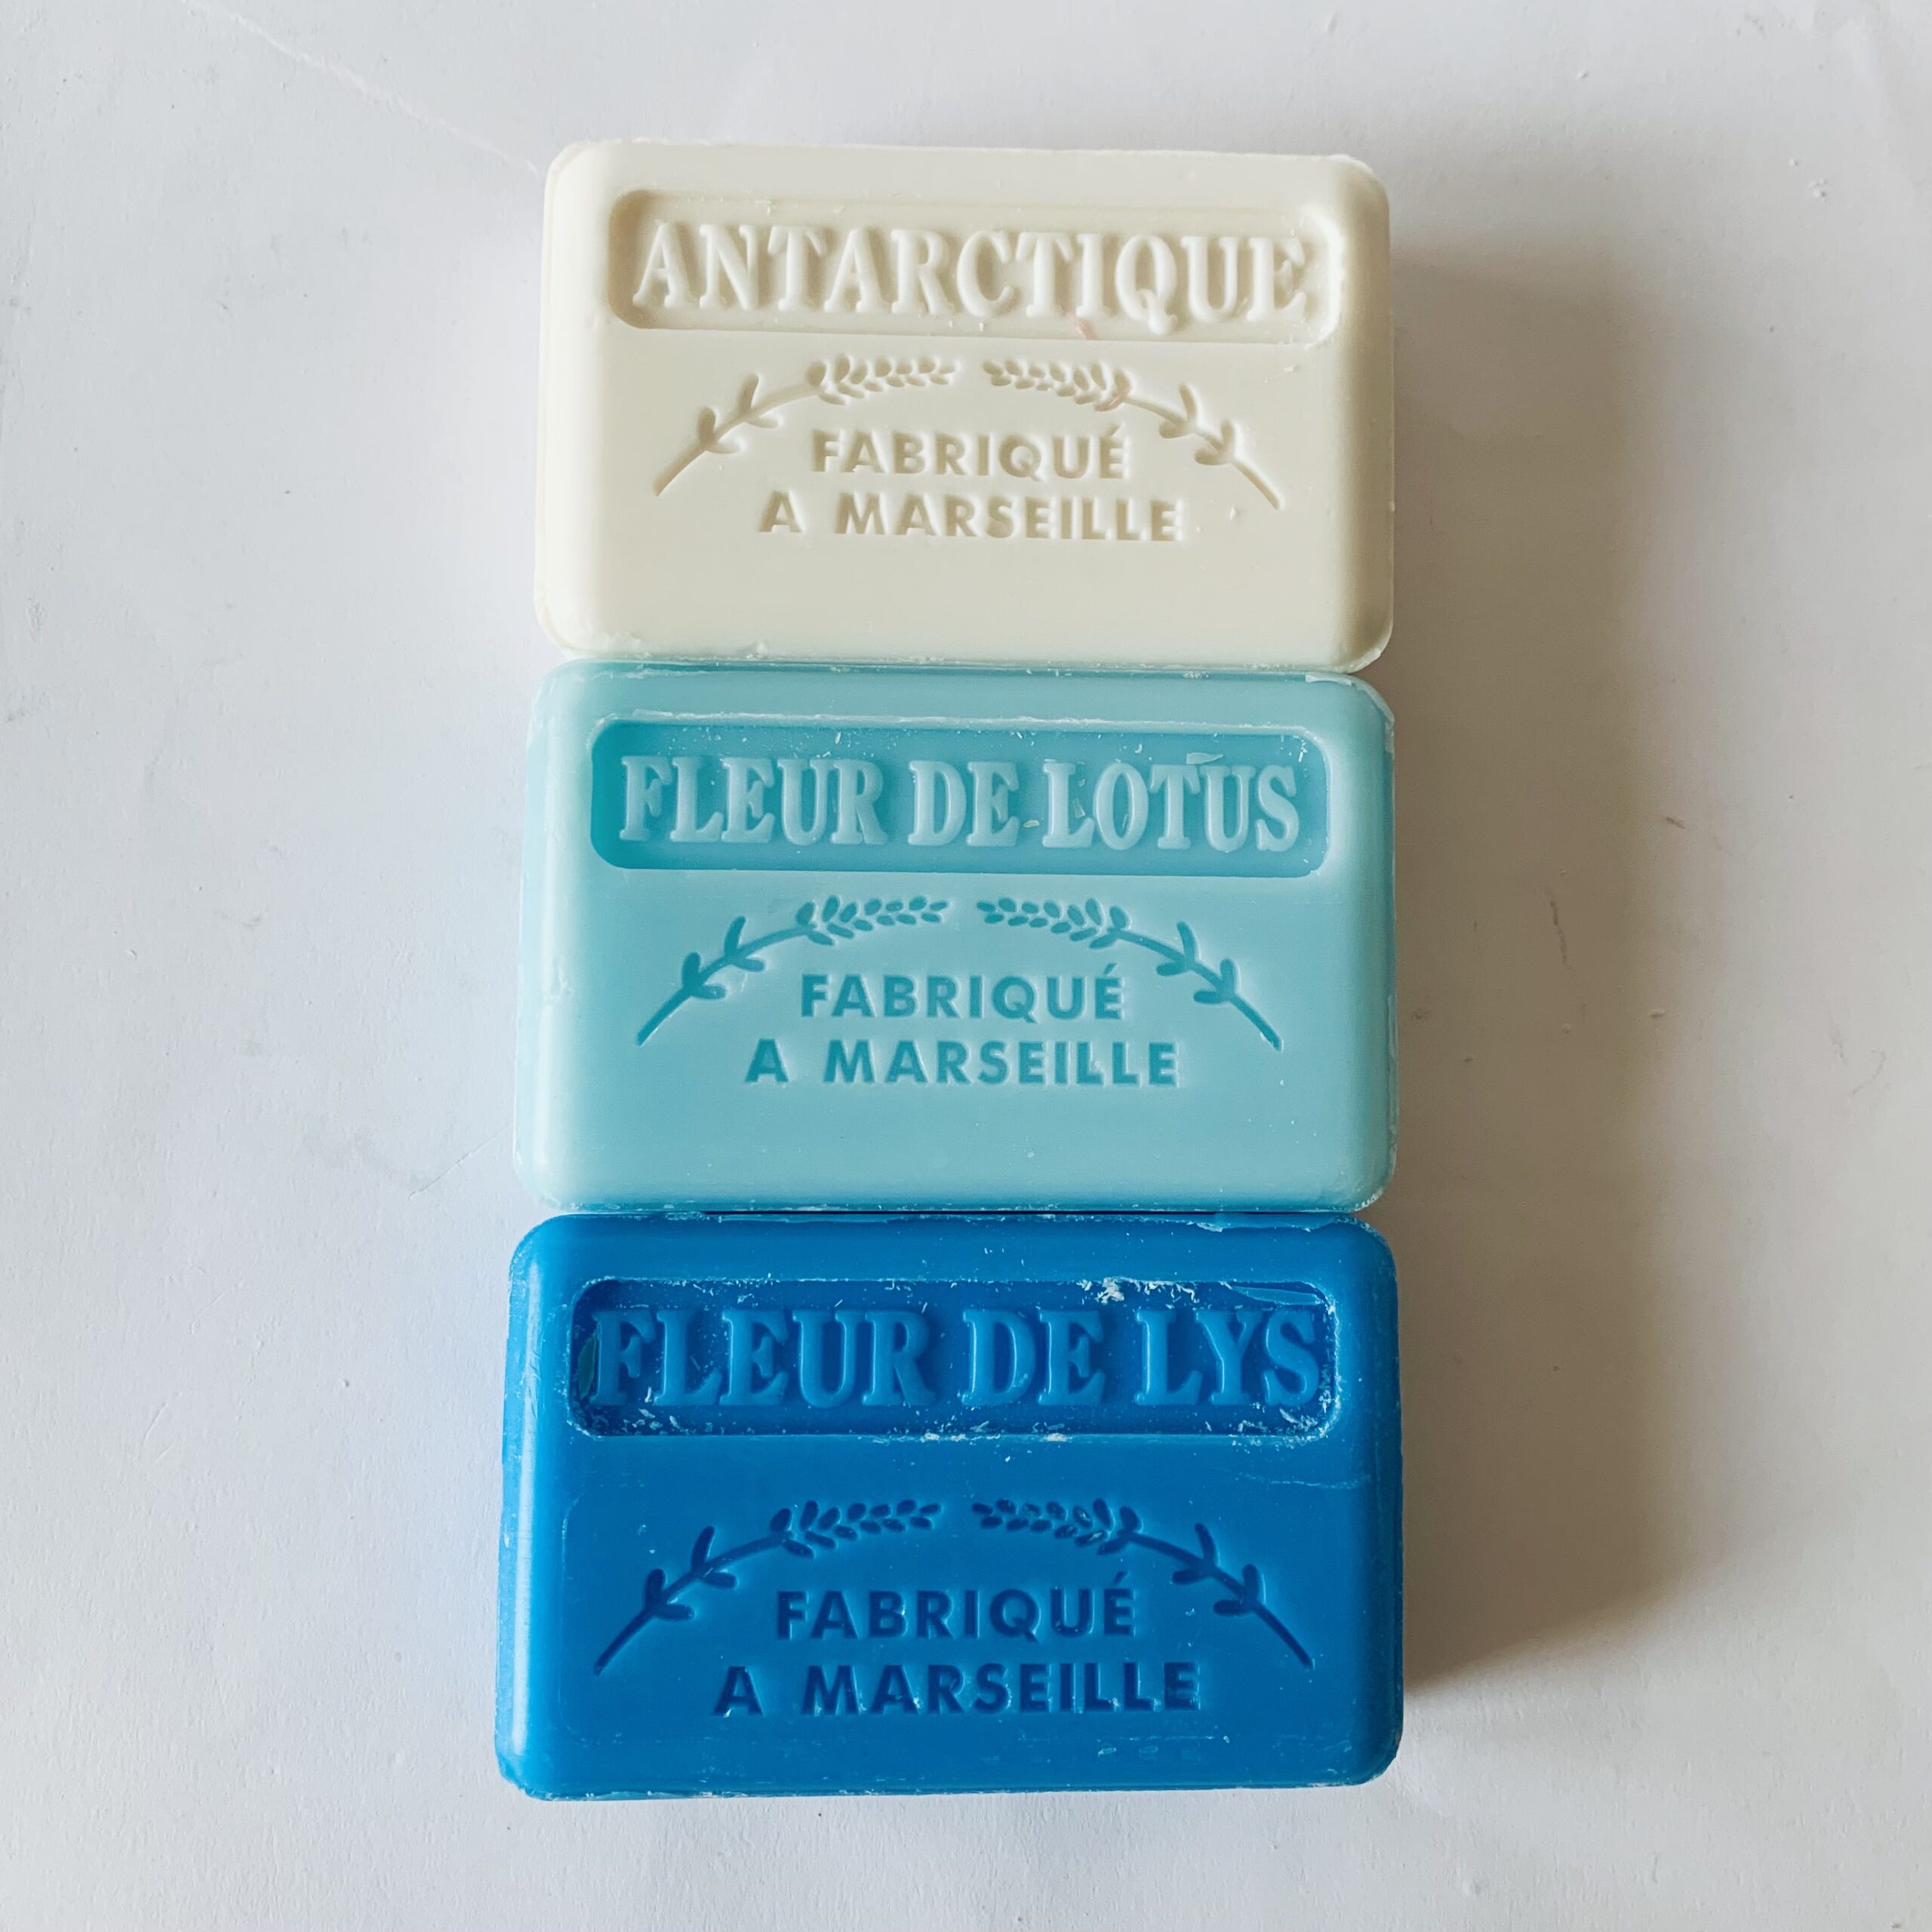 ANTARCTIQUE
FABRIQUÉ
A MARSEILLE
FLEUR DE LOTUS
FABRIQUÉ
A MARSEILLE
FLEUR DE LYS
FABRIQUÉ
A MARSEILLE